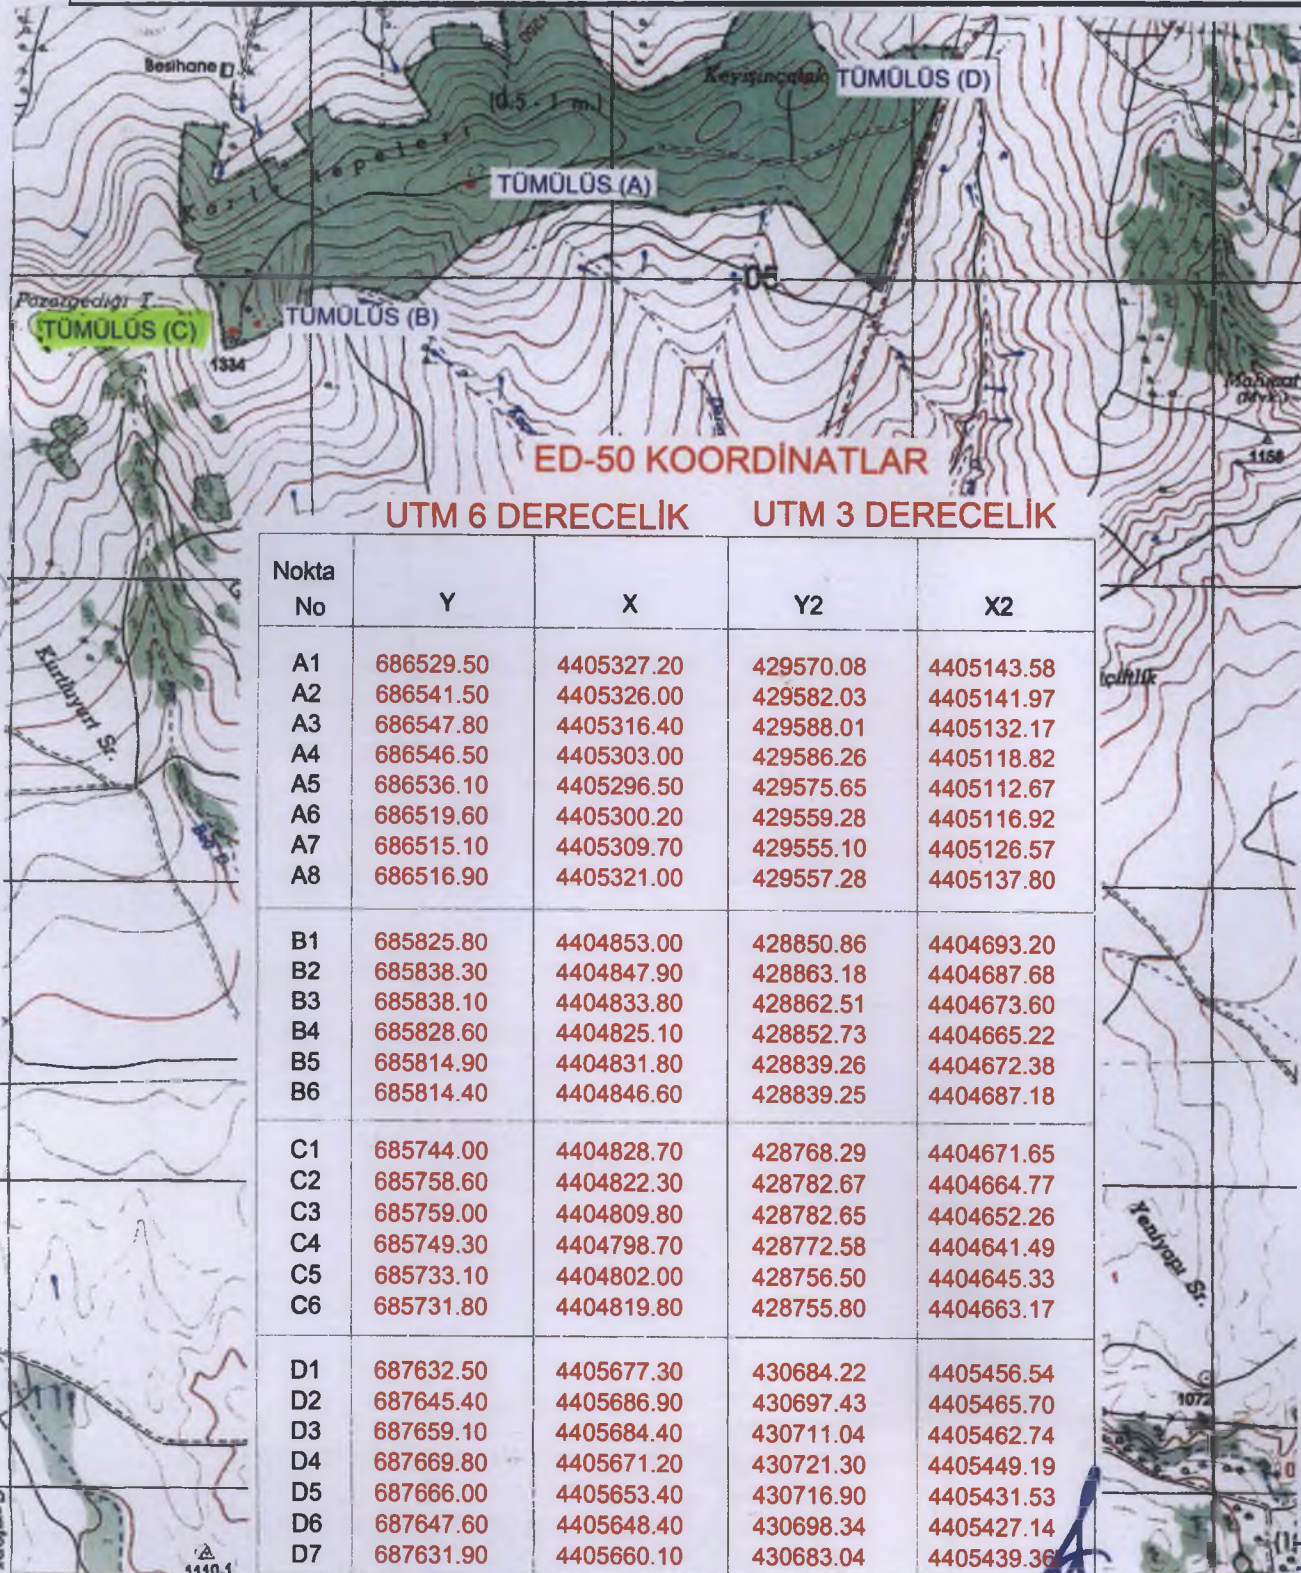 1250
Besihane
Keyişinçatak
TÜMÜLÜS (D)
(0.5 - 1 m.)
Karlıktepeleri
TÜMÜLÜS (A)
05
Pazargediği T.
TÜMÜLÜS (C)
TÜMÜLÜS (B)
1334
1158
ED-50 KOORDİNATLAR
UTM 6 DERECELİK UTM 3 DERECELİK
Nokta No Y X Y2 X2
A1 686529.50 4405327.20 429570.08 4405143.58
A2 686541.50 4405326.00 429582.03 4405141.97
A3 686547.80 4405316.40 429588.01 4405132.17
A4 686546.50 4405303.00 429586.26 4405118.82
A5 686536.10 4405296.50 429575.65 4405112.67
A6 686519.60 4405300.20 429559.28 4405116.92
A7 686515.10 4405309.70 429555.10 4405126.57
A8 686516.90 4405321.00 429557.28 4405137.80
B1 685825.80 4404853.00 428850.86 4404693.20
B2 685838.30 4404847.90 428863.18 4404687.68
B3 685838.10 4404833.80 428862.51 4404673.60
B4 685828.60 4404825.10 428852.73 4404665.22
B5 685814.90 4404831.80 428839.26 4404672.38
B6 685814.40 4404846.60 428839.25 4404687.18
C1 685744.00 4404828.70 428768.29 4404671.65
C2 685758.60 4404822.30 428782.67 4404664.77
C3 685759.00 4404809.80 428782.65 4404652.26
C4 685749.30 4404798.70 428772.58 4404641.49
C5 685733.10 4404802.00 428756.50 4404645.33
C6 685731.80 4404819.80 428755.80 4404663.17
D1 687632.50 4405677.30 430684.22 4405456.54
D2 687645.40 4405686.90 430697.43 4405465.70
D3 687659.10 4405684.40 430711.04 4405462.74
D4 687669.80 4405671.20 430721.30 4405449.19
D5 687666.00 4405653.40 430716.90 4405431.53
D6 687647.60 4405648.40 430698.34 4405427.14
D7 687631.90 4405660.10 430683.04 4405439.36
Kurtluyurt Sr.
çiftlik
Yeniyapı Sr.
1072
1110.1